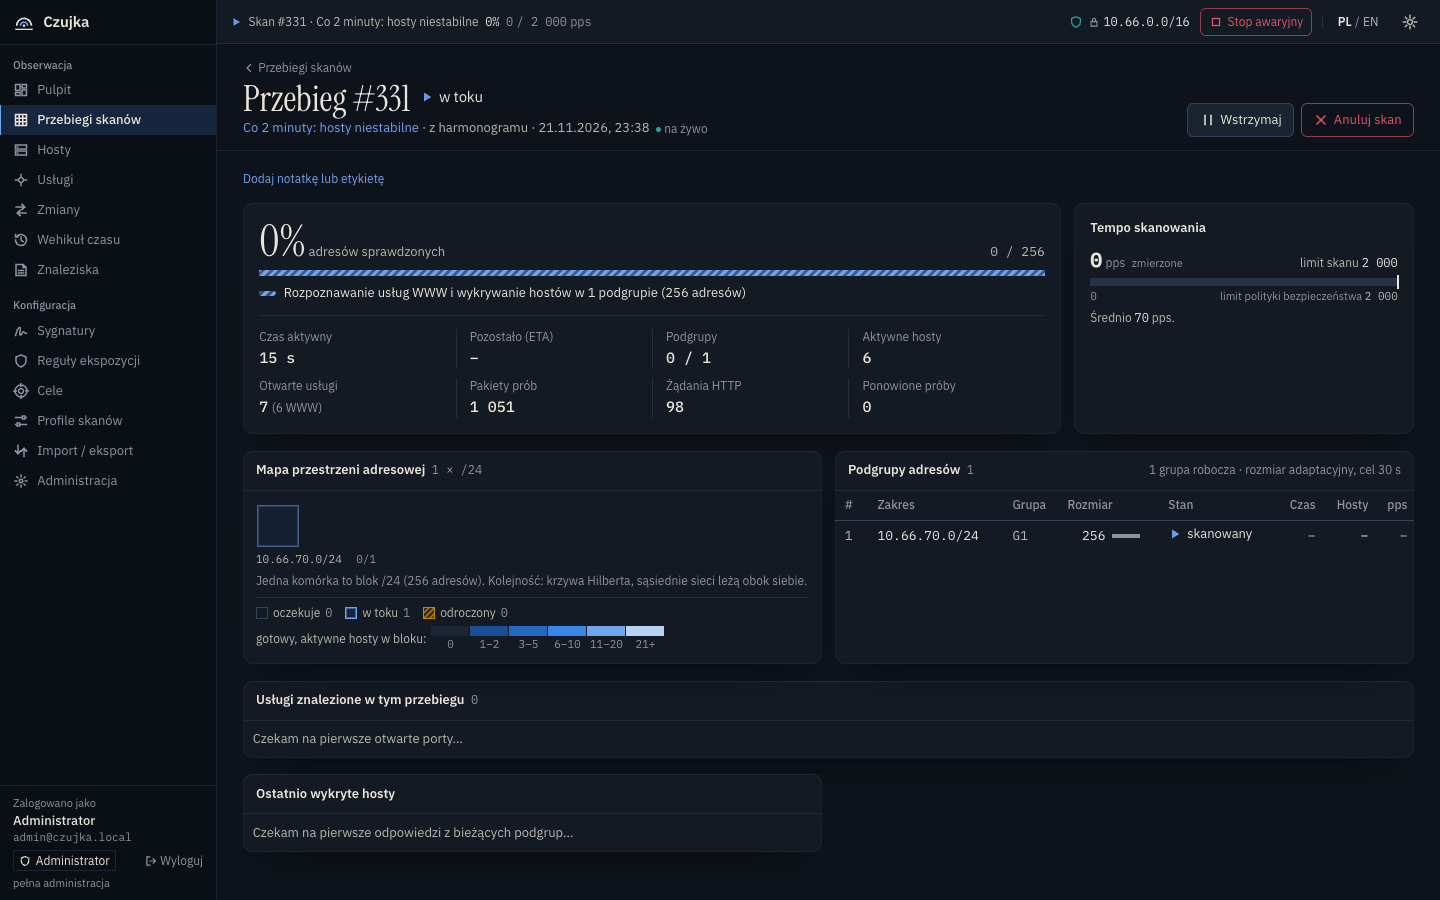 Czujka
Skan #331 · Co 2 minuty: hosty niestabilne 0% 0 / 2 000 pps
10.66.0.0/16
Stop awaryjny
PL / EN
Obserwacja
Pulpit
Przebiegi skanów
Hosty
Usługi
Zmiany
Wehikuł czasu
Znaleziska
Konfiguracja
Sygnatury
Reguły ekspozycji
Cele
Profile skanów
Import / eksport
Administracja
Zalogowano jako
Administrator
admin@czujka.local
Administrator
Wyloguj
pełna administracja
Przebiegi skanów
Przebieg #331 w toku
Co 2 minuty: hosty niestabilne · z harmonogramu · 21.11.2026, 23:38 na żywo
Wstrzymaj
Anuluj skan
Dodaj notatkę lub etykietę
0% adresów sprawdzonych 0 / 256
Rozpoznawanie usług WWW i wykrywanie hostów w 1 podgrupie (256 adresów)
Czas aktywny Pozostało (ETA) Podgrupy Aktywne hosty
15 s – 0 / 1 6
Otwarte usługi Pakiety prób Żądania HTTP Ponowione próby
7 (6 WWW) 1 051 98 0
Tempo skanowania
0 pps zmierzone limit skanu 2 000
0 limit polityki bezpieczeństwa 2 000
Średnio 70 pps.
Mapa przestrzeni adresowej 1 × /24
10.66.70.0/24 0/1
Jedna komórka to blok /24 (256 adresów). Kolejność: krzywa Hilberta, sąsiednie sieci leżą obok siebie.
oczekuje 0 w toku 1 odroczony 0
gotowy, aktywne hosty w bloku:
0 1–2 3–5 6–10 11–20 21+
Podgrupy adresów 1 1 grupa robocza · rozmiar adaptacyjny, cel 30 s
# Zakres Grupa Rozmiar Stan Czas Hosty pps
1 10.66.70.0/24 G1 256 skanowany – – –
Usługi znalezione w tym przebiegu 0
Czekam na pierwsze otwarte porty...
Ostatnio wykryte hosty
Czekam na pierwsze odpowiedzi z bieżących podgrup...